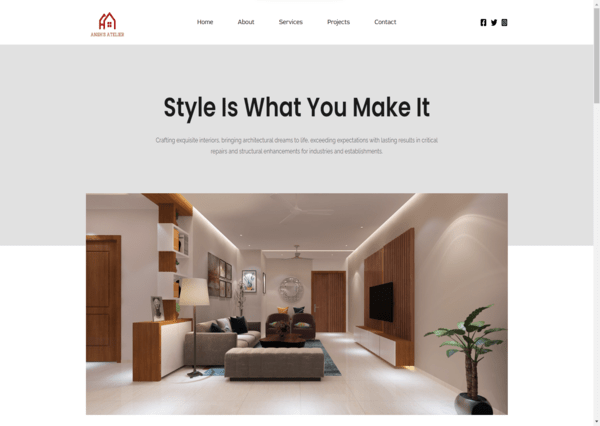 ATELIER
Home
About
Services
Projects
Contact
Style Is What You Make It
Crafting exquisite interiors, bringing architectural dreams to life, exceeding expectations with lasting results in critical
repairs and structural enhancements for industries and establishments.